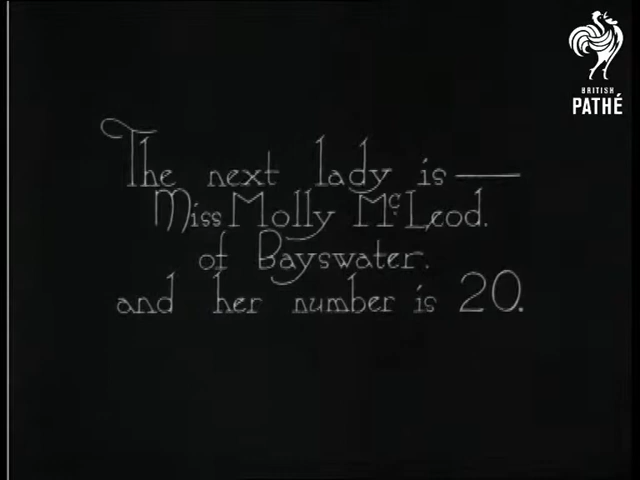 BRITISH
PATHÉ
The next lady is —
Miss Molly McLeod.
of Bayswater.
and her number is 20.